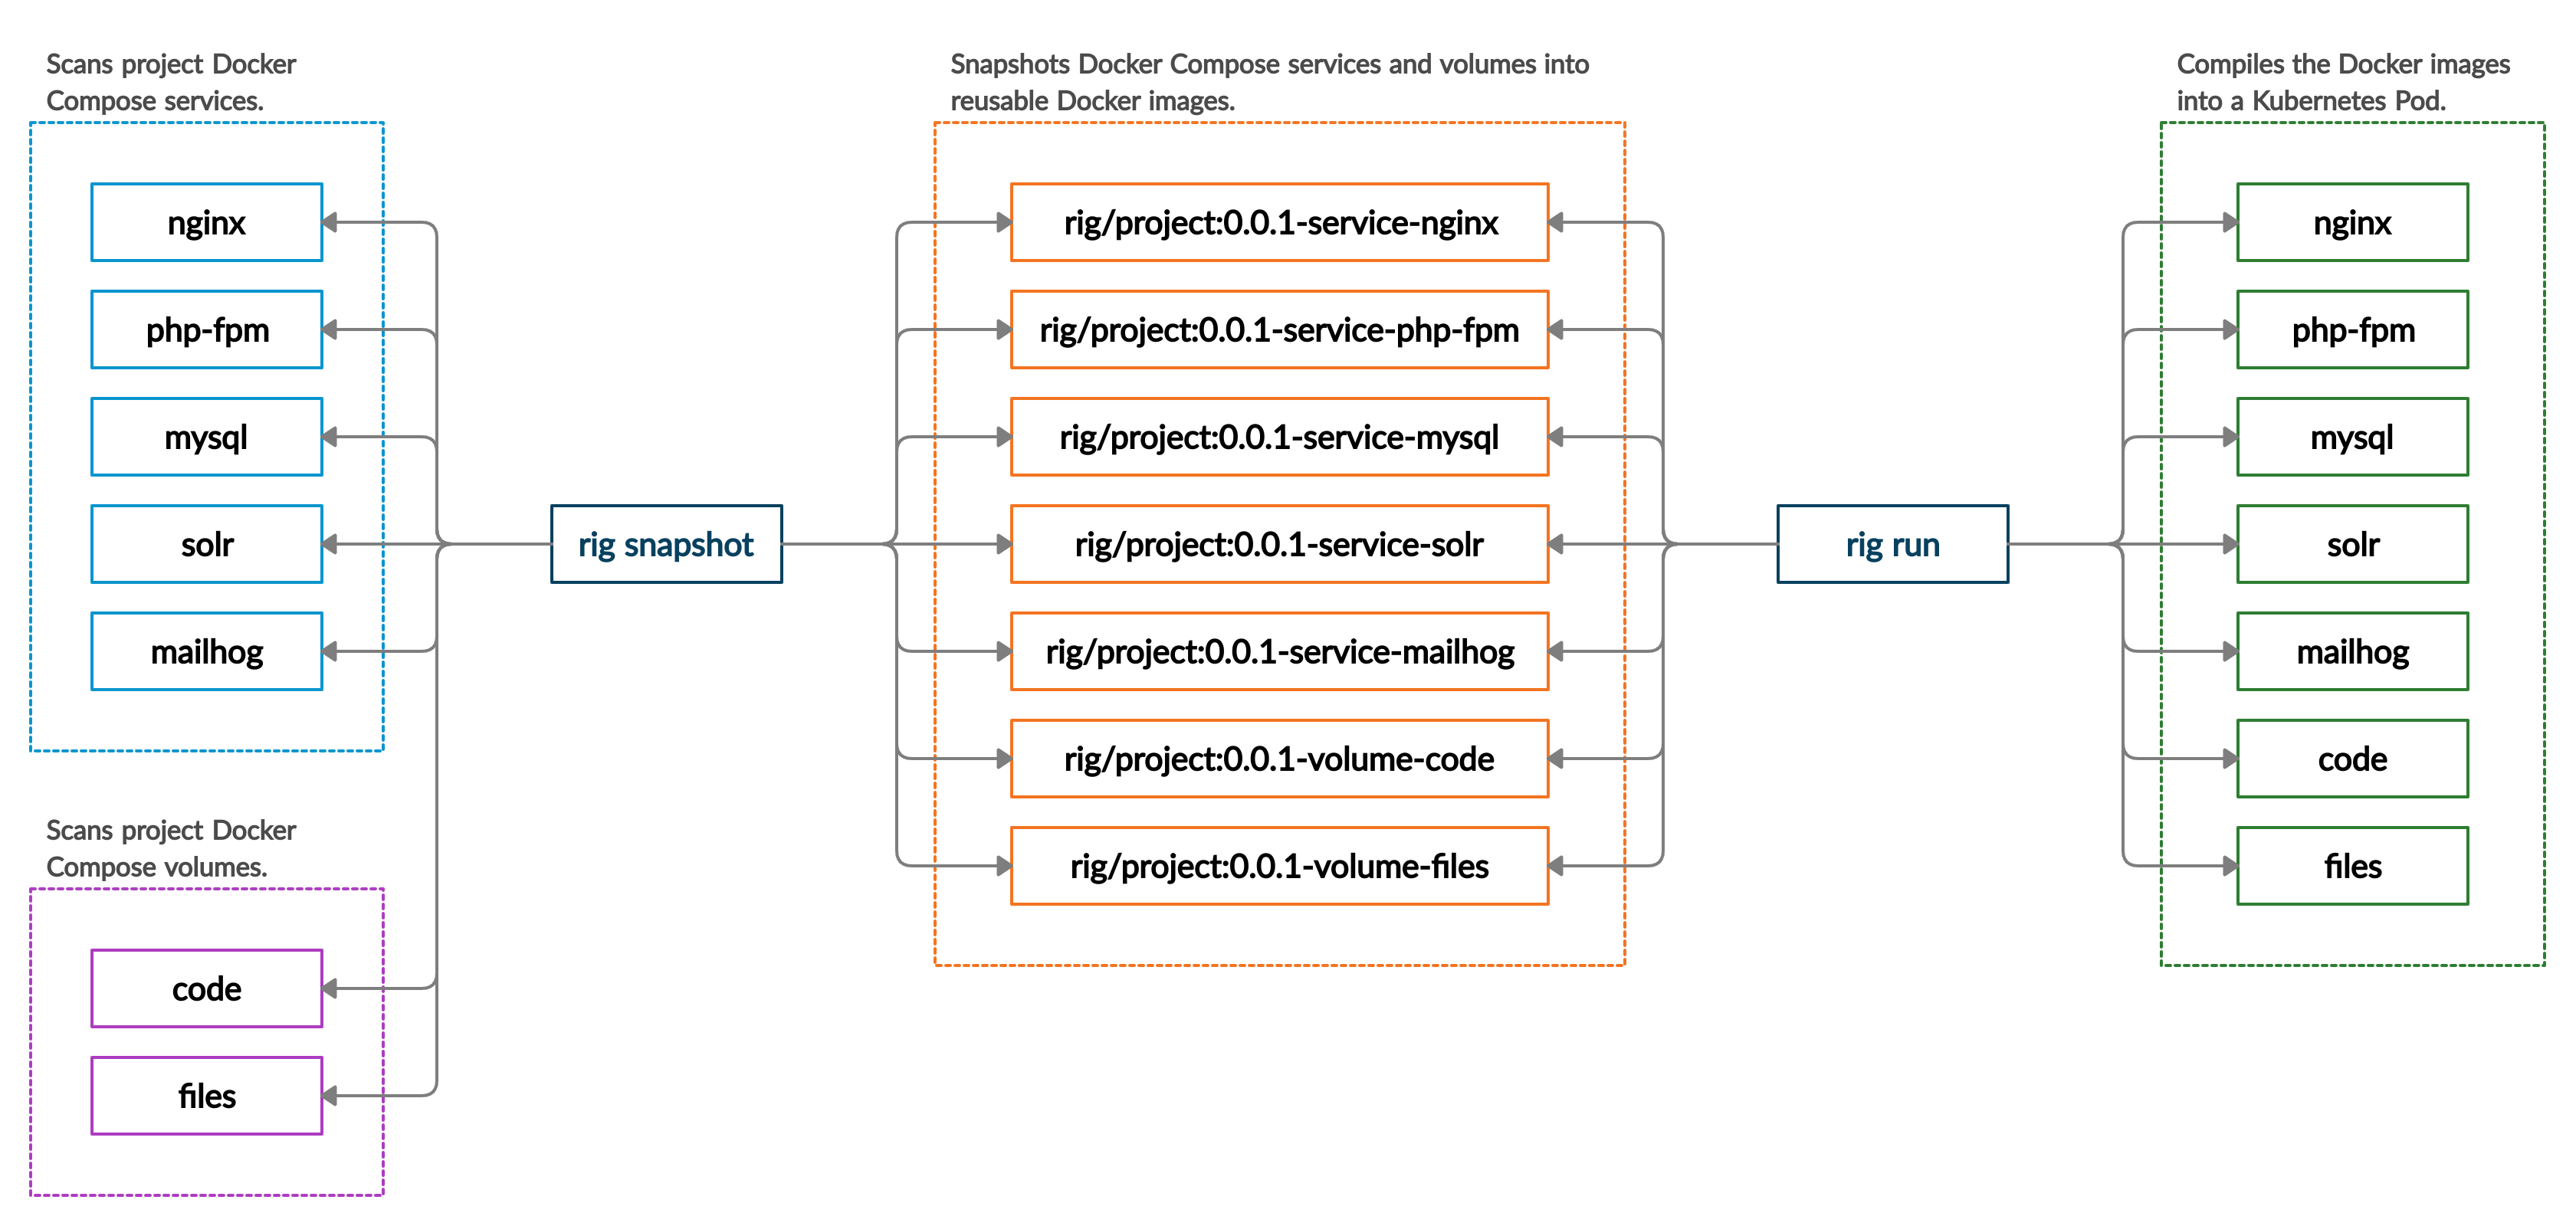 Scans project Docker
Compose services.
nginx
php-fpm
mysql
solr
mailhog
Scans project Docker
Compose volumes.
code
files
rig snapshot
Snapshots Docker Compose services and volumes into
reusable Docker images.
rig/project:0.0.1-service-nginx
rig/project:0.0.1-service-php-fpm
rig/project:0.0.1-service-mysql
rig/project:0.0.1-service-solr
rig/project:0.0.1-service-mailhog
rig/project:0.0.1-volume-code
rig/project:0.0.1-volume-files
rig run
Compiles the Docker images
into a Kubernetes Pod.
nginx
php-fpm
mysql
solr
mailhog
code
files